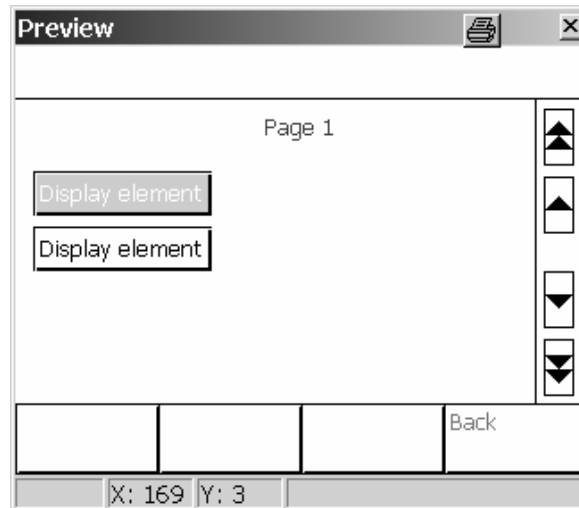 Preview
Page 1
Display element
Display element
Back
X: 169 Y: 3